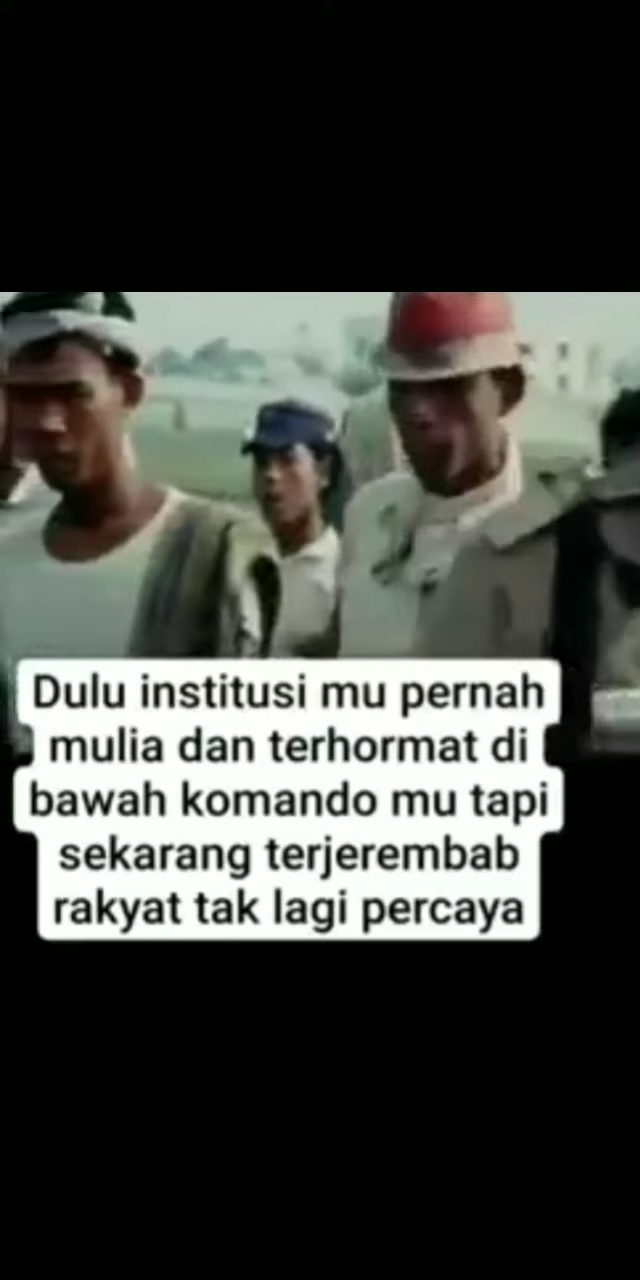 Dulu institusi mu pernah
mulia dan terhormat di
bawah komando mu tapi
sekarang terjerembab
rakyat tak lagi percaya